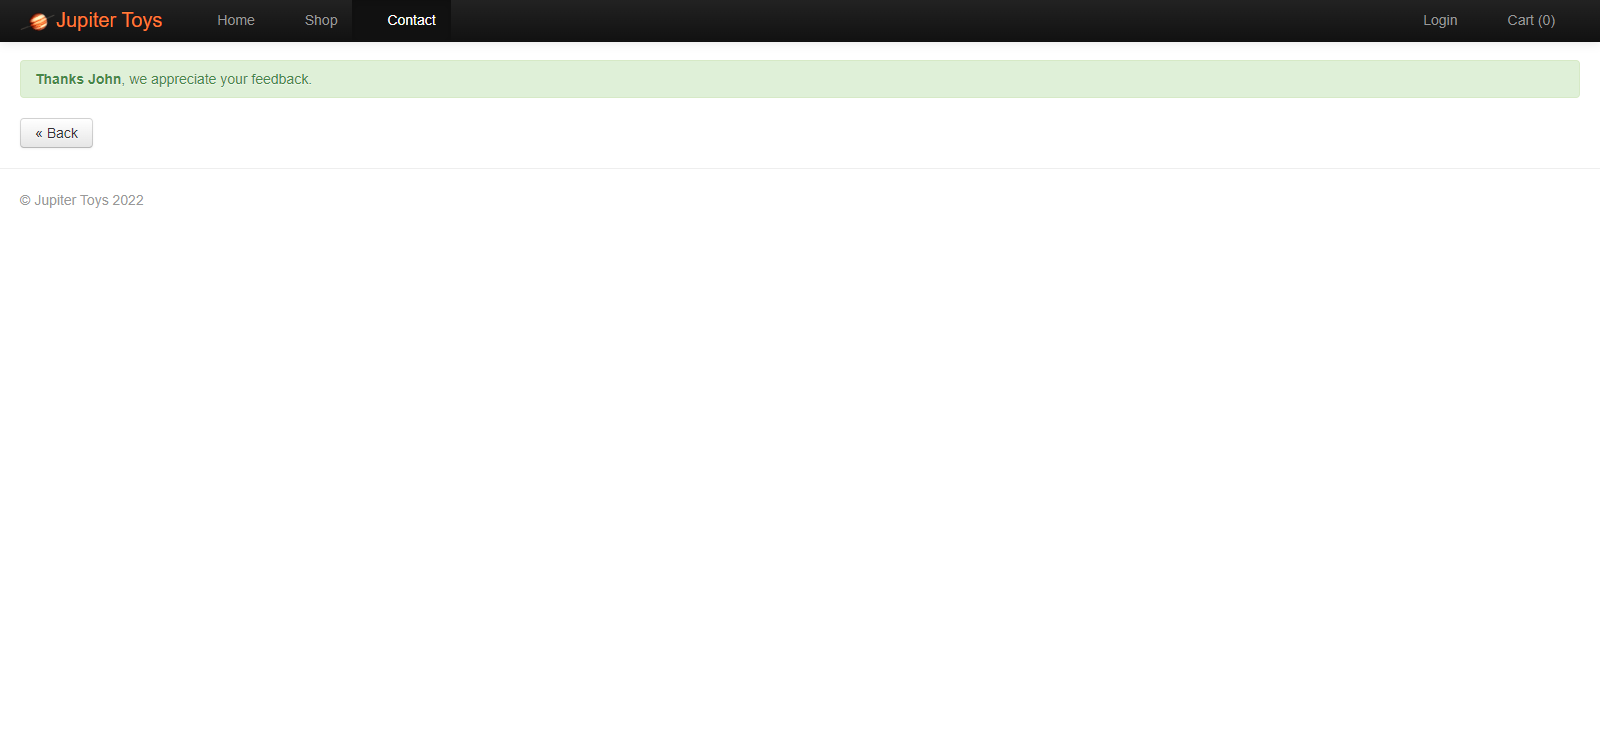 Jupiter Toys Home Shop Contact Login Cart (0)
Thanks John, we appreciate your feedback.
« Back
© Jupiter Toys 2022